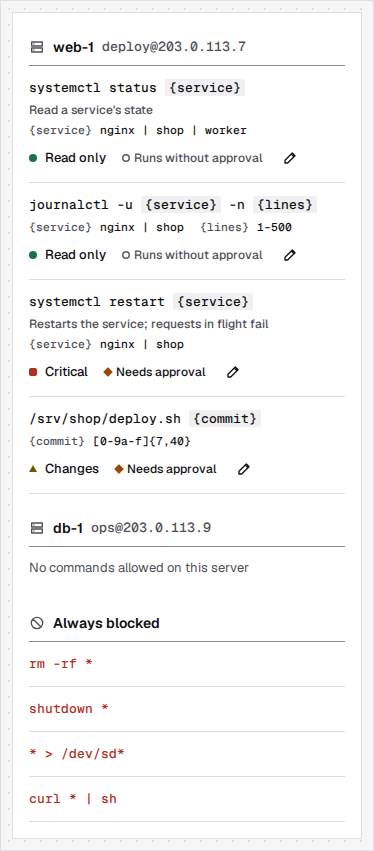 web-1 deploy@203.0.113.7
systemctl status {service}
Read a service's state
{service} nginx | shop | worker
Read only Runs without approval
journalctl -u {service} -n {lines}
{service} nginx | shop {lines} 1-500
Read only Runs without approval
systemctl restart {service}
Restarts the service; requests in flight fail
{service} nginx | shop
Critical Needs approval
/srv/shop/deploy.sh {commit}
{commit} [0-9a-f]{7,40}
Changes Needs approval
db-1 ops@203.0.113.9
No commands allowed on this server
Always blocked
rm -rf *
shutdown *
* > /dev/sd*
curl * | sh